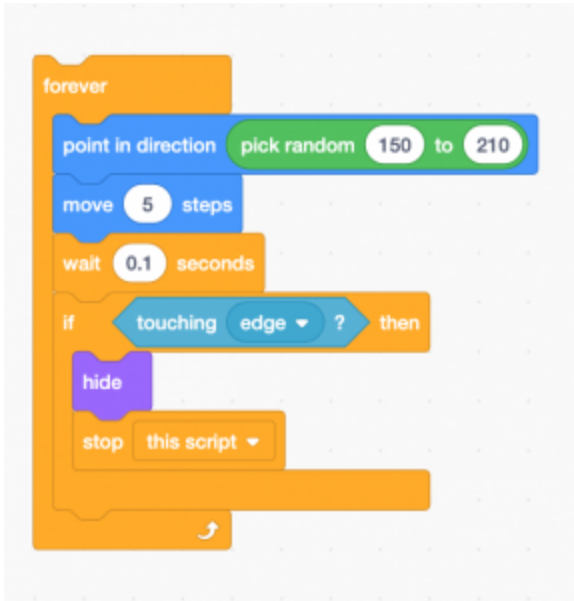 forever
point in direction pick random 150 to 210
move 5 steps
wait 0.1 seconds
if touching edge ? then
hide
stop this script